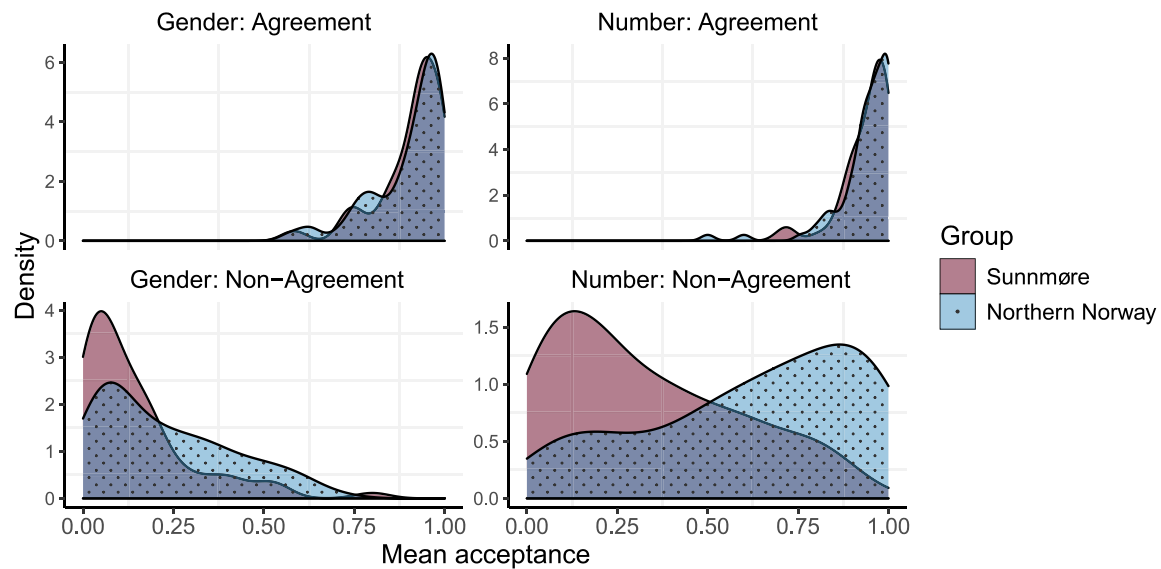 Gender: Agreement
Number: Agreement
6
4
2
0
8
6
4
2
0
Density
Gender: Non−Agreement
Number: Non−Agreement
4
3
2
1
0
1.5
1.0
0.5
0.0
0.00 0.25 0.50 0.75 1.00
0.00 0.25 0.50 0.75 1.00
Mean acceptance
Group
Sunnmøre
Northern Norway